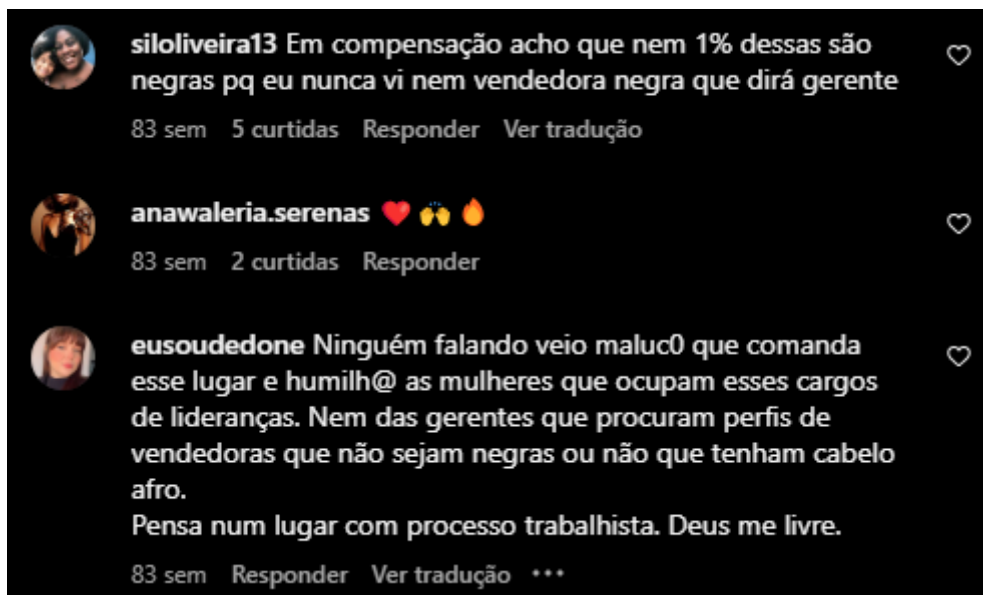 siloliveira13 Em compensação acho que nem 1% dessas são
negras pq eu nunca vi nem vendedora negra que dirá gerente
83 sem 5 curtidas Responder Ver tradução
anawaleria.serenas ❤️ 🙌 🔥
83 sem 2 curtidas Responder
eusoudedone Ninguém falando veio maluc0 que comanda
esse lugar e humilh@ as mulheres que ocupam esses cargos
de lideranças. Nem das gerentes que procuram perfis de
vendedoras que não sejam negras ou não que tenham cabelo
afro.
Pensa num lugar com processo trabalhista. Deus me livre.
83 sem Responder Ver tradução •••